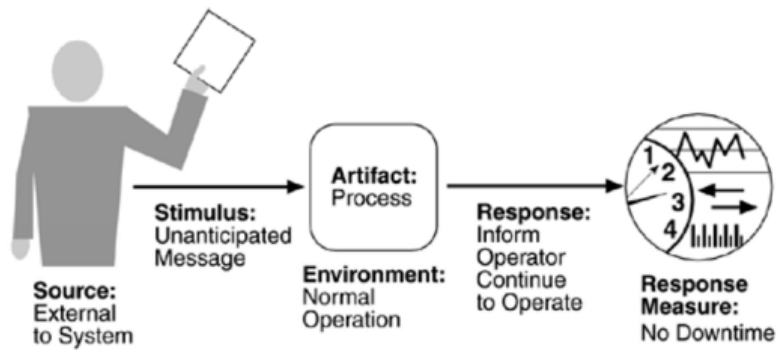 Source:
External
to System
Stimulus:
Unanticipated
Message
Artifact:
Process
Environment:
Normal
Operation
Response:
Inform
Operator
Continue
to Operate
1
2
3
4
Response
Measure:
No Downtime